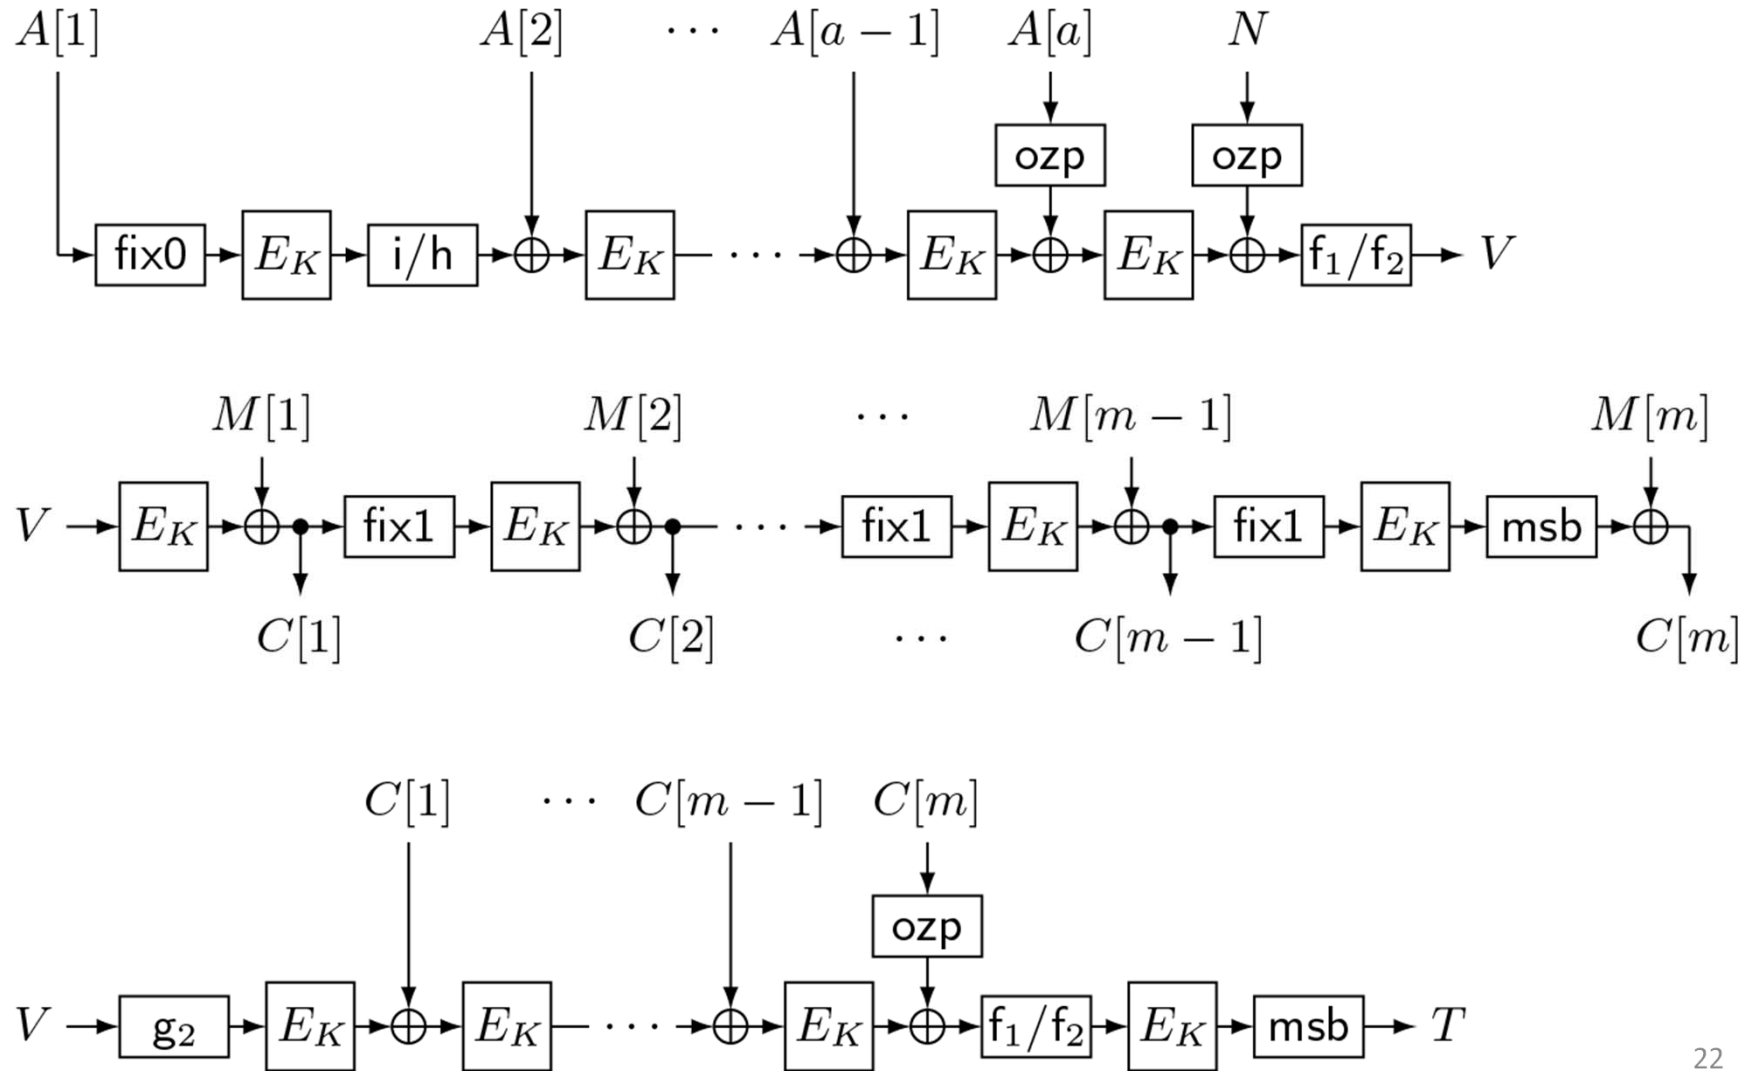 A[1] A[2] ··· A[a − 1] A[a] N
ozp ozp
fix0 E_K i/h ⊕ E_K ··· ⊕ E_K ⊕ E_K ⊕ f₁/f₂ V
M[1] M[2] ··· M[m − 1] M[m]
V E_K ⊕ fix1 E_K ⊕ ··· fix1 E_K ⊕ fix1 E_K msb ⊕
C[1] C[2] ··· C[m − 1] C[m]
C[1] ··· C[m − 1] C[m]
ozp
V g₂ E_K ⊕ E_K ··· ⊕ E_K ⊕ f₁/f₂ E_K msb T
22